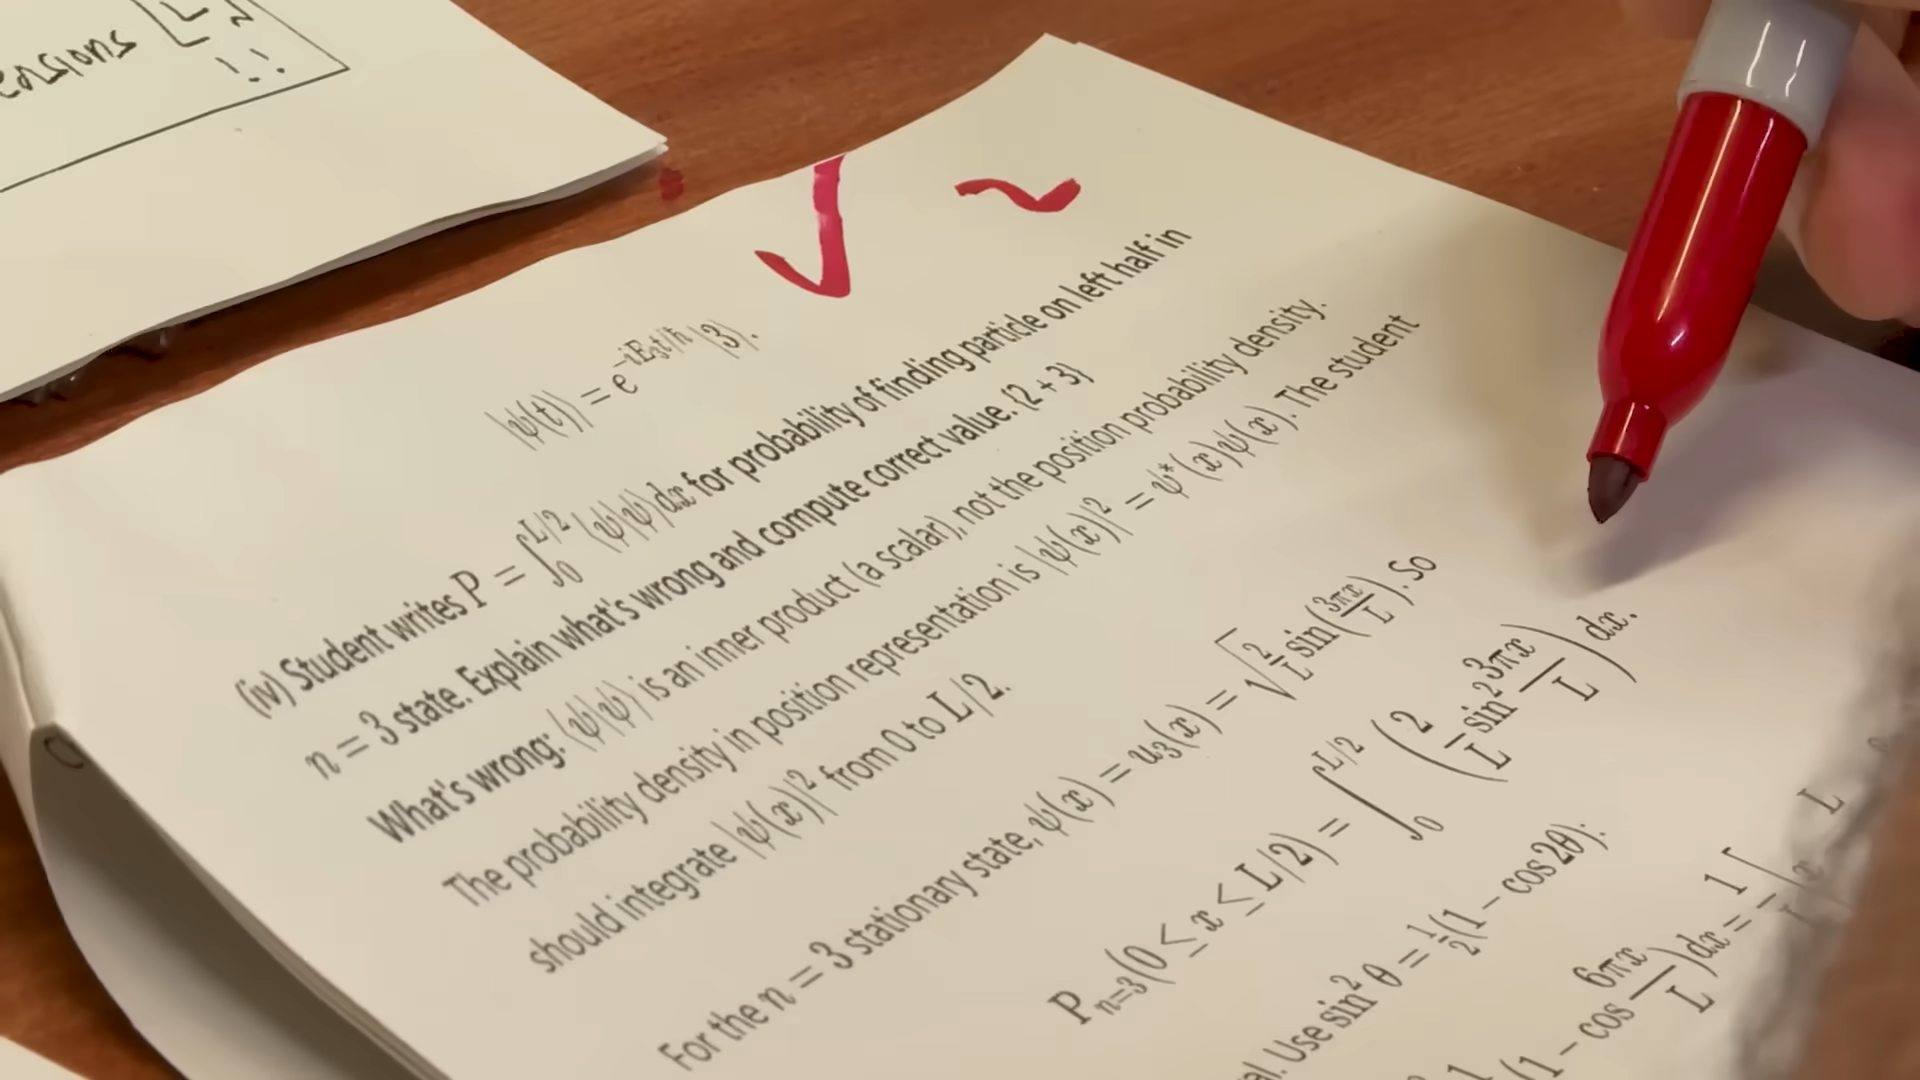 |ψ(t)⟩ = e^{-iE₃t/ħ}|3⟩.
(iv) Student writes P = ∫₀^{L/2} ⟨ψ|ψ⟩dx for probability of finding particle on left half in
n = 3 state. Explain what's wrong and compute correct value. {2 + 3}
What's wrong: ⟨ψ|ψ⟩ is an inner product (a scalar), not the position probability density.
The probability density in position representation is |ψ(x)|² = ψ*(x)ψ(x). The student
should integrate |ψ(x)|² from 0 to L/2.
For the n = 3 stationary state, ψ(x) = u₃(x) = √(2/L) sin(3πx/L). So
P_{n=3}(0 ≤ x ≤ L/2) = ∫₀^{L/2} (2/L sin² 3πx/L) dx.
Use sin² θ = ½(1 − cos 2θ):
(1 − cos 6πx/L)dx = 1/L [x